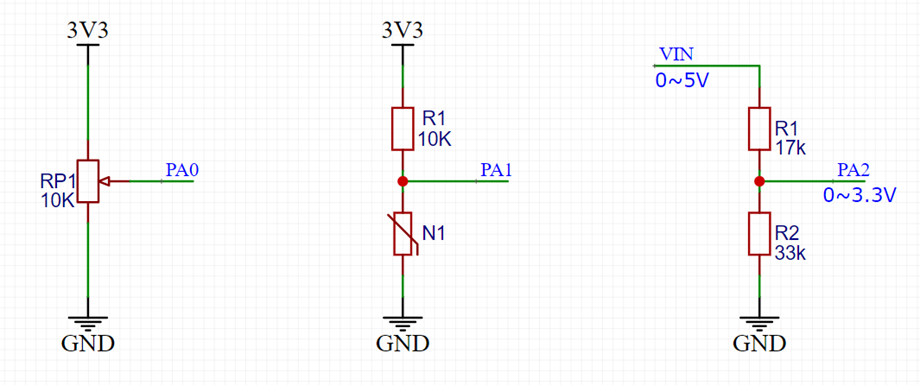 3V3
RP1
10K
PA0
GND
3V3
R1
10K
PA1
N1
GND
VIN
0~5V
R1
17k
PA2
0~3.3V
R2
33k
GND